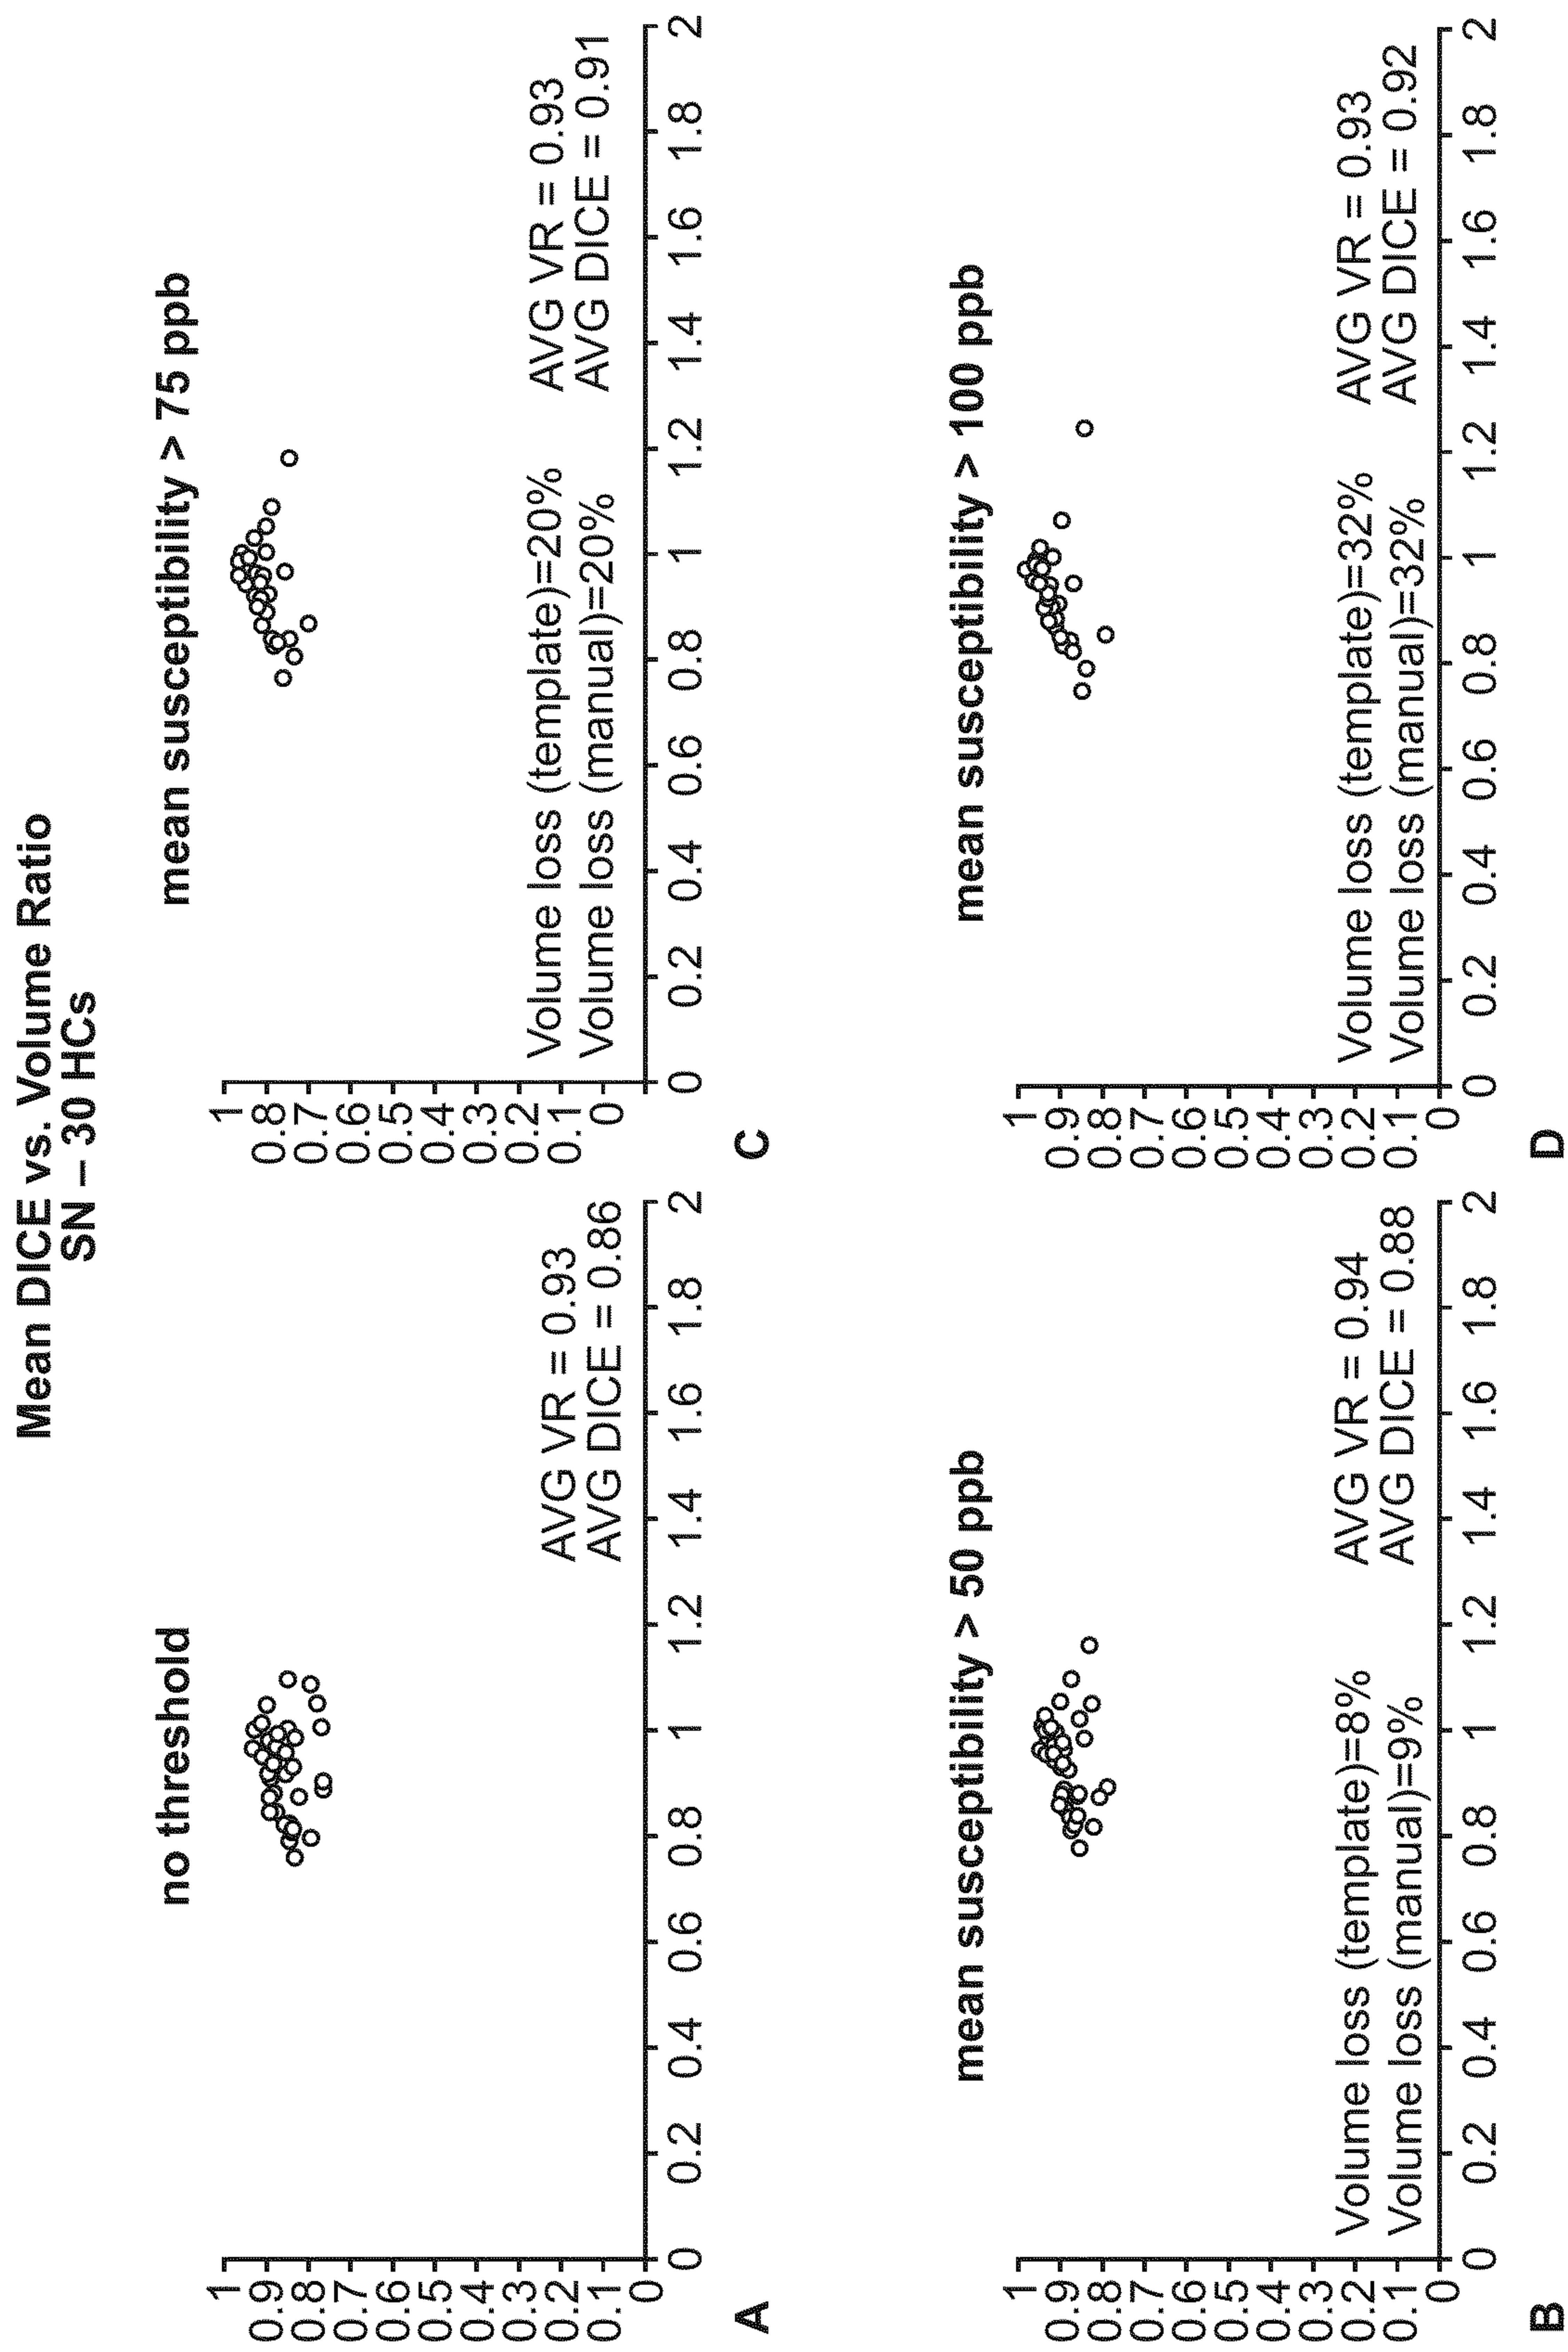 Mean DICE vs. Volume Ratio
SN – 30 HCs
no threshold
1
0.9
0.8
0.7
0.6
0.5
0.4
0.3
0.2
0.1
0
AVG VR = 0.93
AVG DICE = 0.86
0 0.2 0.4 0.6 0.8 1 1.2 1.4 1.6 1.8 2
A
mean susceptibility > 75 ppb
1
0.8
0.7
0.6
0.5
0.4
0.3
0.2
0.1
0
Volume loss (template)=20%
Volume loss (manual)=20%
AVG VR = 0.93
AVG DICE = 0.91
0 0.2 0.4 0.6 0.8 1 1.2 1.4 1.6 1.8 2
C
mean susceptibility > 50 ppb
1
0.9
0.8
0.7
0.6
0.5
0.4
0.3
0.2
0.1
0
Volume loss (template)=8%
Volume loss (manual)=9%
AVG VR = 0.94
AVG DICE = 0.88
0 0.2 0.4 0.6 0.8 1 1.2 1.4 1.6 1.8 2
B
mean susceptibility > 100 ppb
1
0.9
0.8
0.7
0.6
0.5
0.4
0.3
0.2
0.1
0
Volume loss (template)=32%
Volume loss (manual)=32%
AVG VR = 0.93
AVG DICE = 0.92
0 0.2 0.4 0.6 0.8 1 1.2 1.4 1.6 1.8 2
D